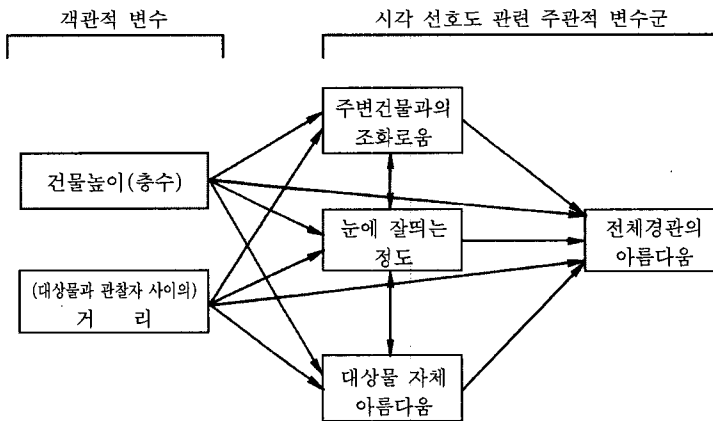 객관적 변수
시각 선호도 관련 주관적 변수군
주변건물과의
조화로움
건물높이(층수)
눈에 잘띄는
정도
전체경관의
아름다움
(대상물과 관찰자 사이의)
거 리
대상물 자체
아름다움